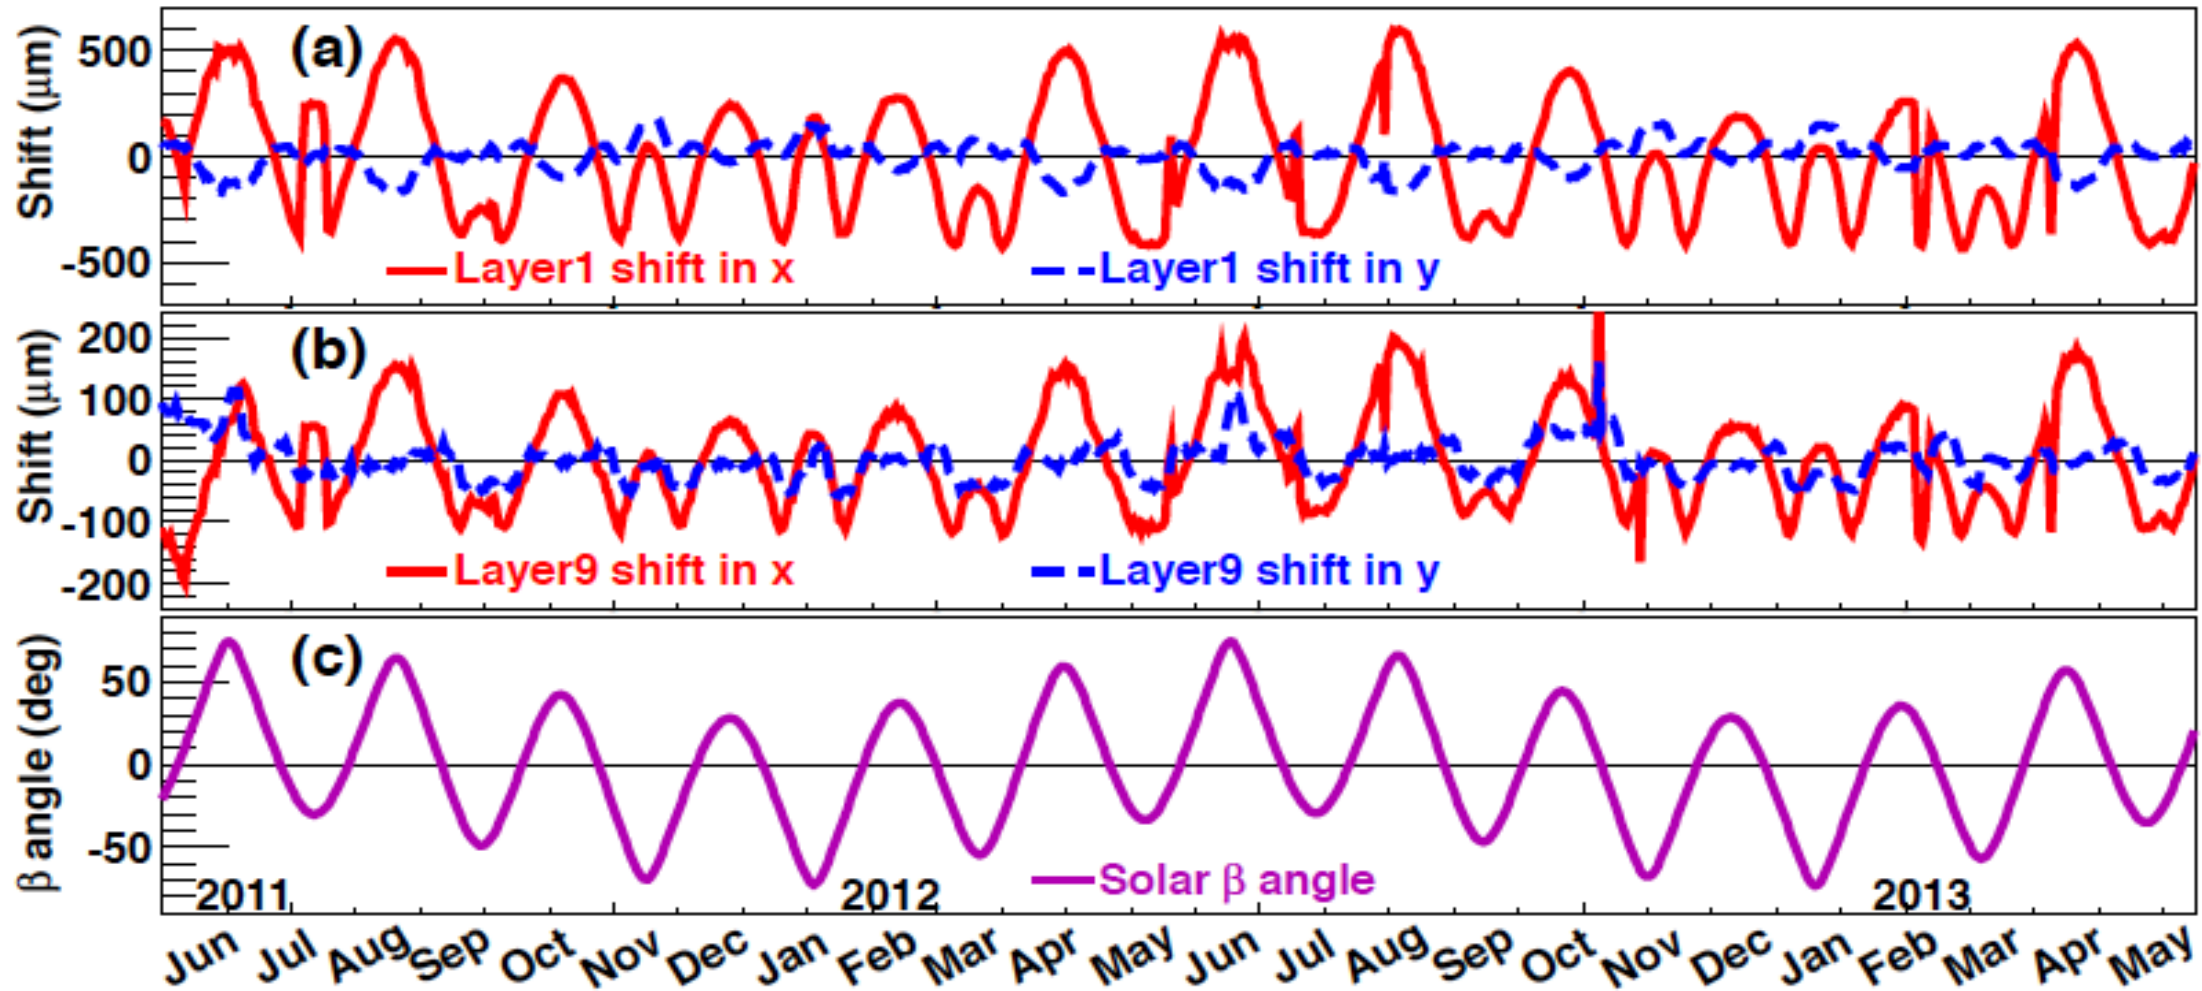 Shift (μm)
500
0
-500
(a)
Layer1 shift in x
Layer1 shift in y
Shift (μm)
200
100
0
-100
-200
(b)
Layer9 shift in x
Layer9 shift in y
β angle (deg)
50
0
-50
(c)
Solar β angle
2011 2012 2013
Jun Jul Aug Sep Oct Nov Dec Jan Feb Mar Apr May Jun Jul Aug Sep Oct Nov Dec Jan Feb Mar Apr May